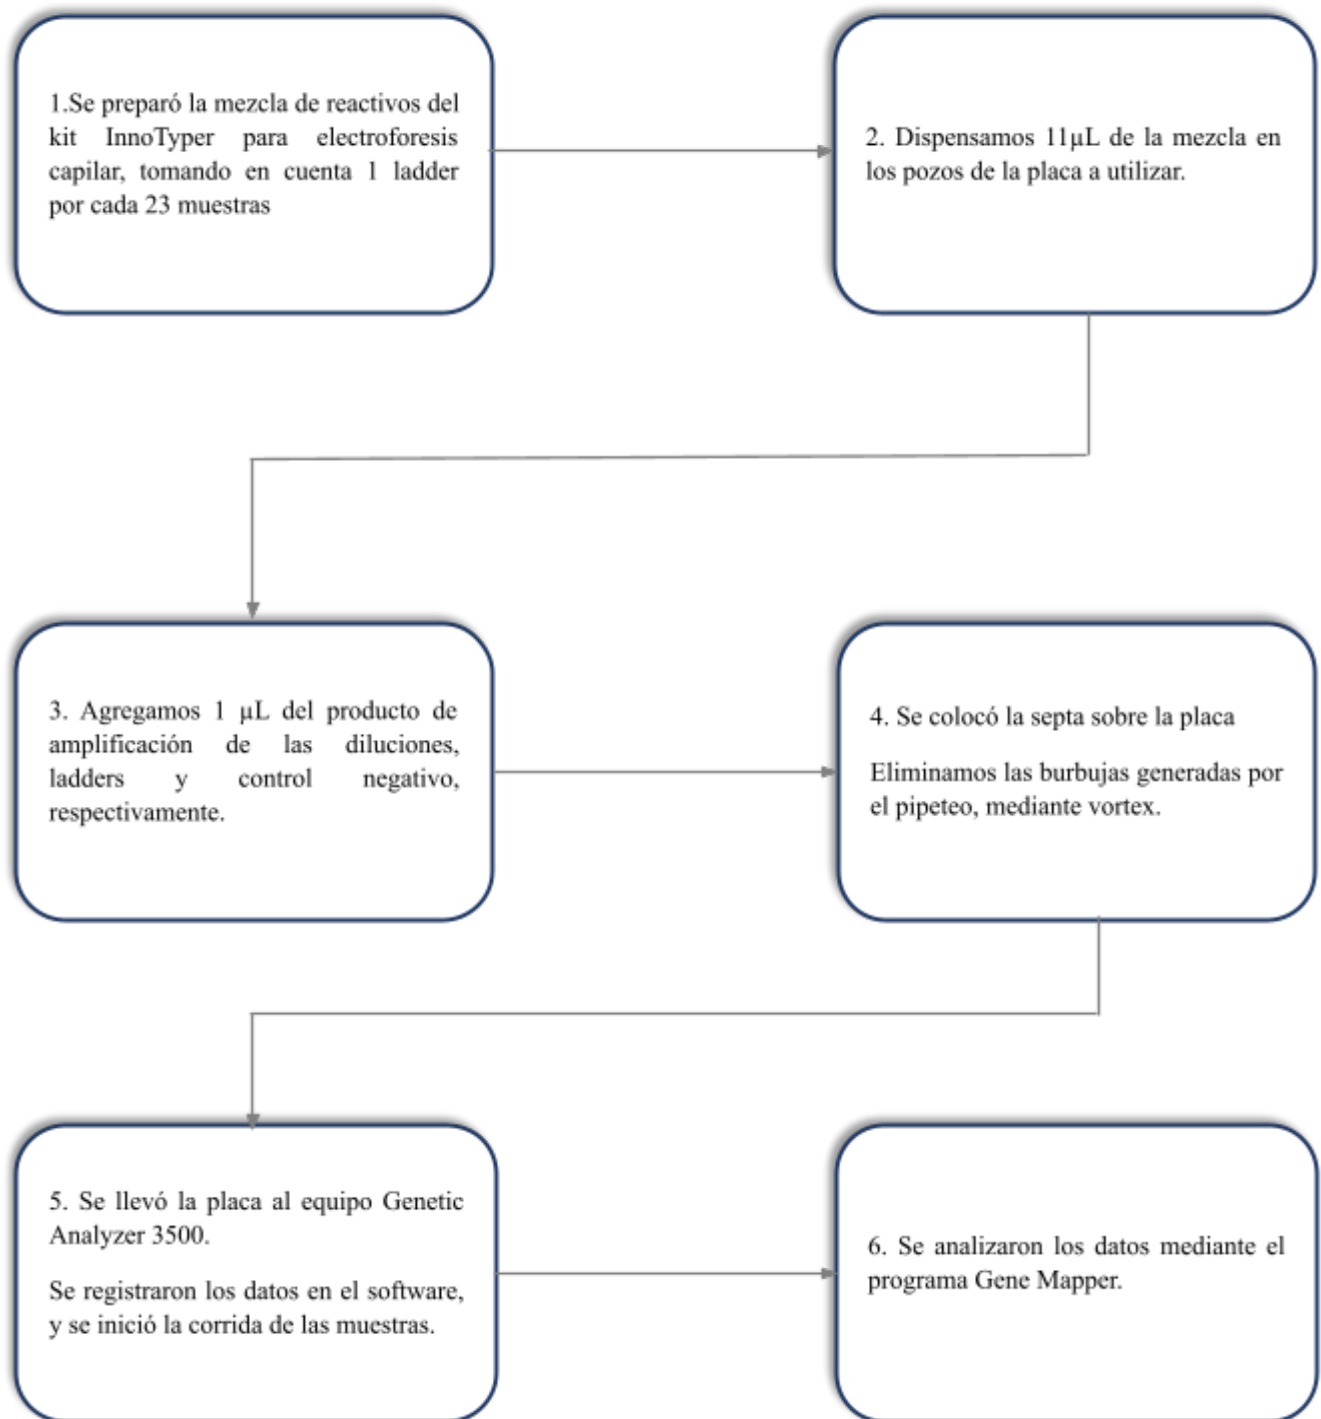 1.Se preparó la mezcla de reactivos del
kit InnoTyper para electroforesis
capilar, tomando en cuenta 1 ladder
por cada 23 muestras
2. Dispensamos 11µL de la mezcla en
los pozos de la placa a utilizar.
3. Agregamos 1 µL del producto de
amplificación de las diluciones,
ladders y control negativo,
respectivamente.
4. Se colocó la septa sobre la placa
Eliminamos las burbujas generadas por
el pipeteo, mediante vortex.
5. Se llevó la placa al equipo Genetic
Analyzer 3500.
Se registraron los datos en el software,
y se inició la corrida de las muestras.
6. Se analizaron los datos mediante el
programa Gene Mapper.